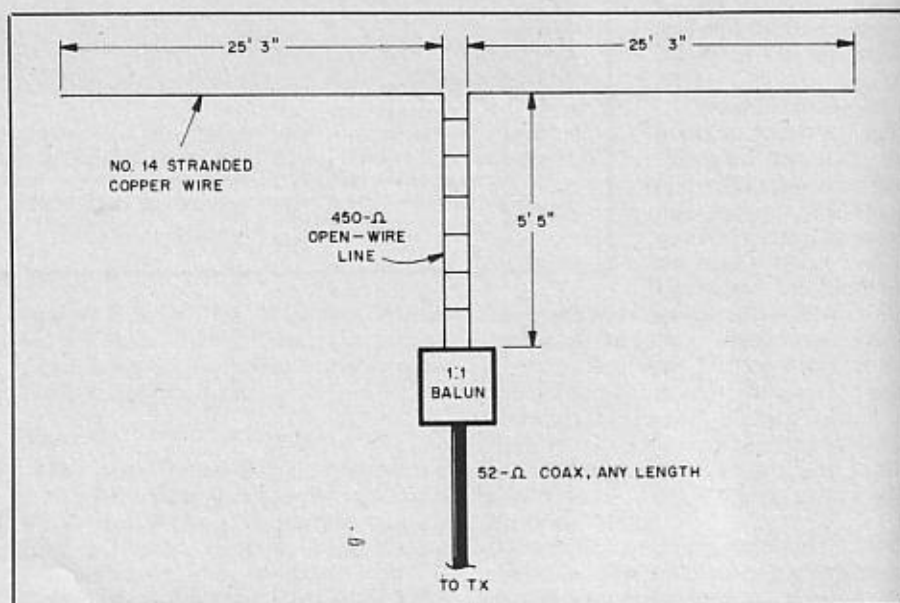 25' 3"
25' 3"
NO. 14 STRANDED
COPPER WIRE
450-Ω
OPEN-WIRE
LINE
5' 5"
1:1
BALUN
52-Ω COAX, ANY LENGTH
TO TX